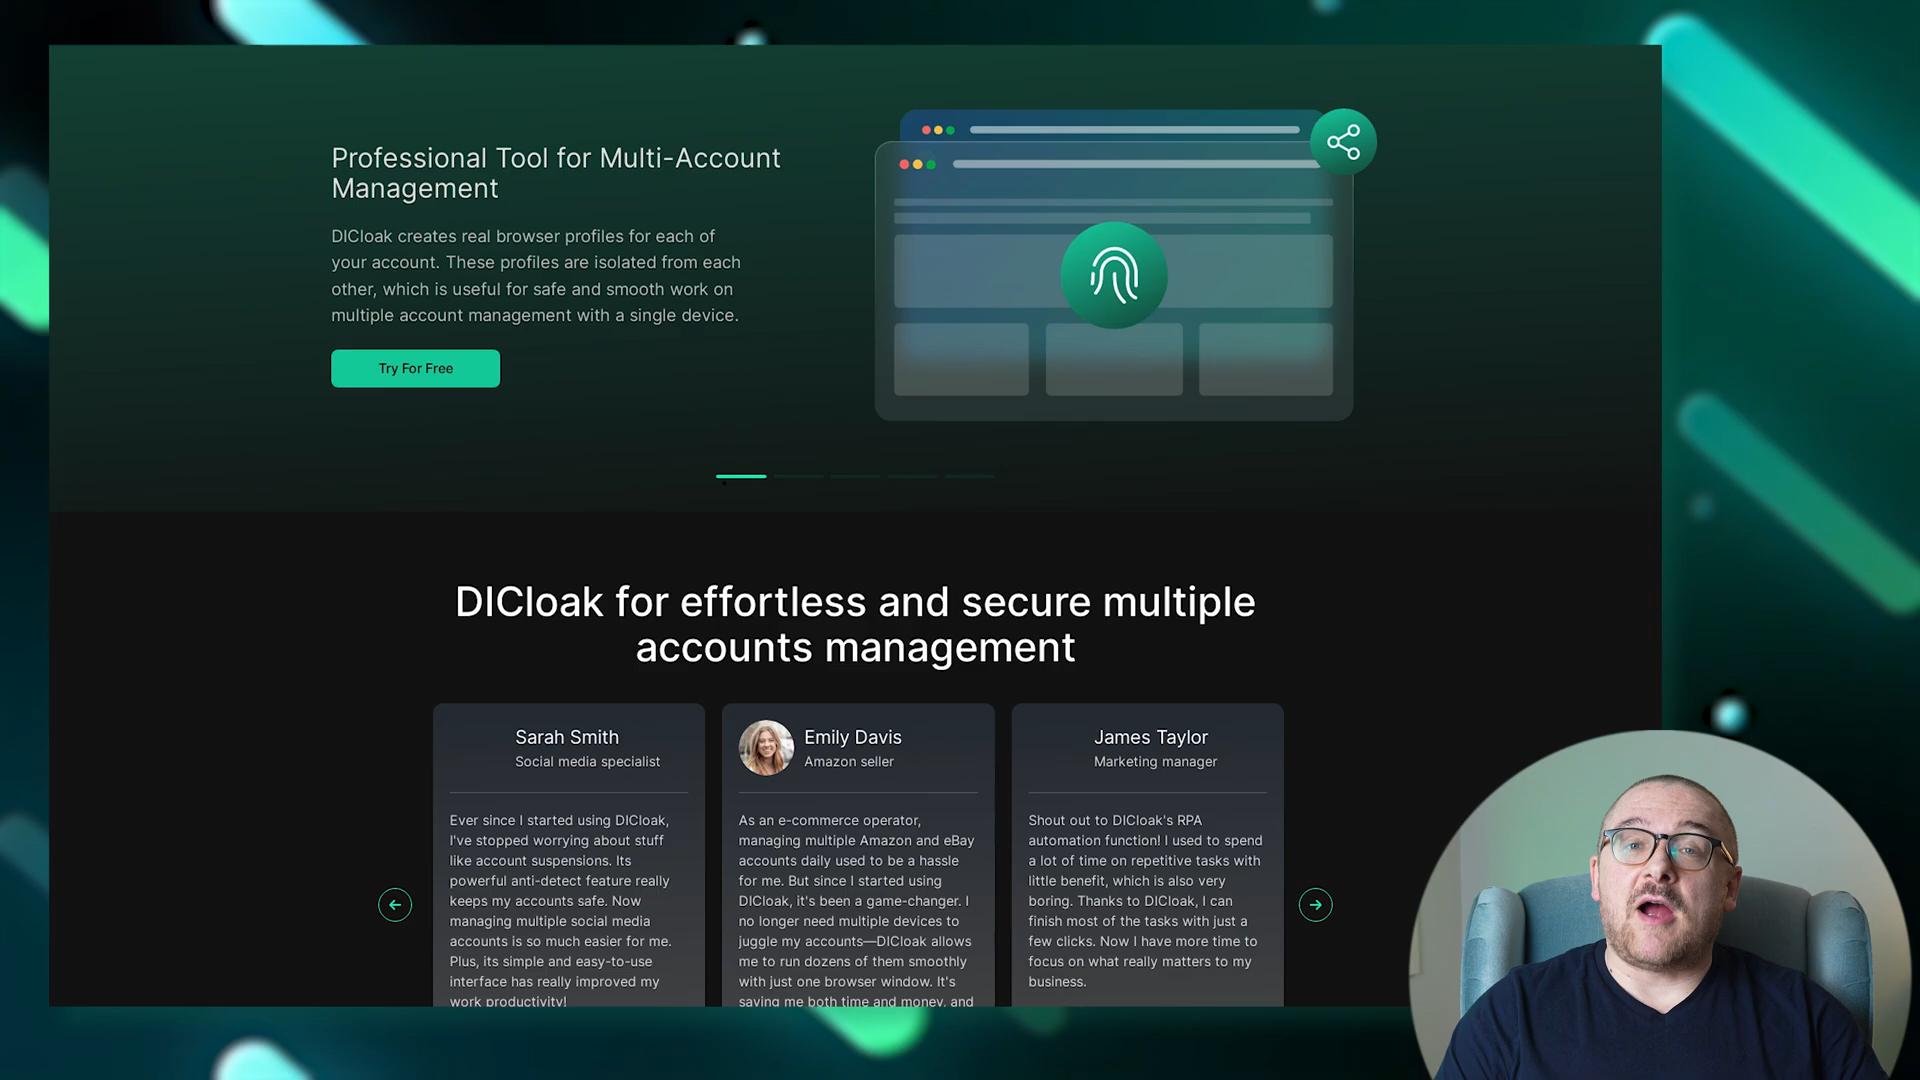 Professional Tool for Multi-Account
Management
DICloak creates real browser profiles for each of
your account. These profiles are isolated from each
other, which is useful for safe and smooth work on
multiple account management with a single device.
Try For Free
DICloak for effortless and secure multiple
accounts management
Sarah Smith
Social media specialist
Ever since I started using DICloak,
I've stopped worrying about stuff
like account suspensions. Its
powerful anti-detect feature really
keeps my accounts safe. Now
managing multiple social media
accounts is so much easier for me.
Plus, its simple and easy-to-use
interface has really improved my
work productivity!
Emily Davis
Amazon seller
As an e-commerce operator,
managing multiple Amazon and eBay
accounts daily used to be a hassle
for me. But since I started using
DICloak, it's been a game-changer. I
no longer need multiple devices to
juggle my accounts—DICloak allows
me to run dozens of them smoothly
with just one browser window. It's
saving me both time and money, and
James Taylor
Marketing manager
Shout out to DICloak's RPA
automation function! I used to spend
a lot of time on repetitive tasks with
little benefit, which is also very
boring. Thanks to DICloak, I can
finish most of the tasks with just a
few clicks. Now I have more time to
focus on what really matters to my
business.